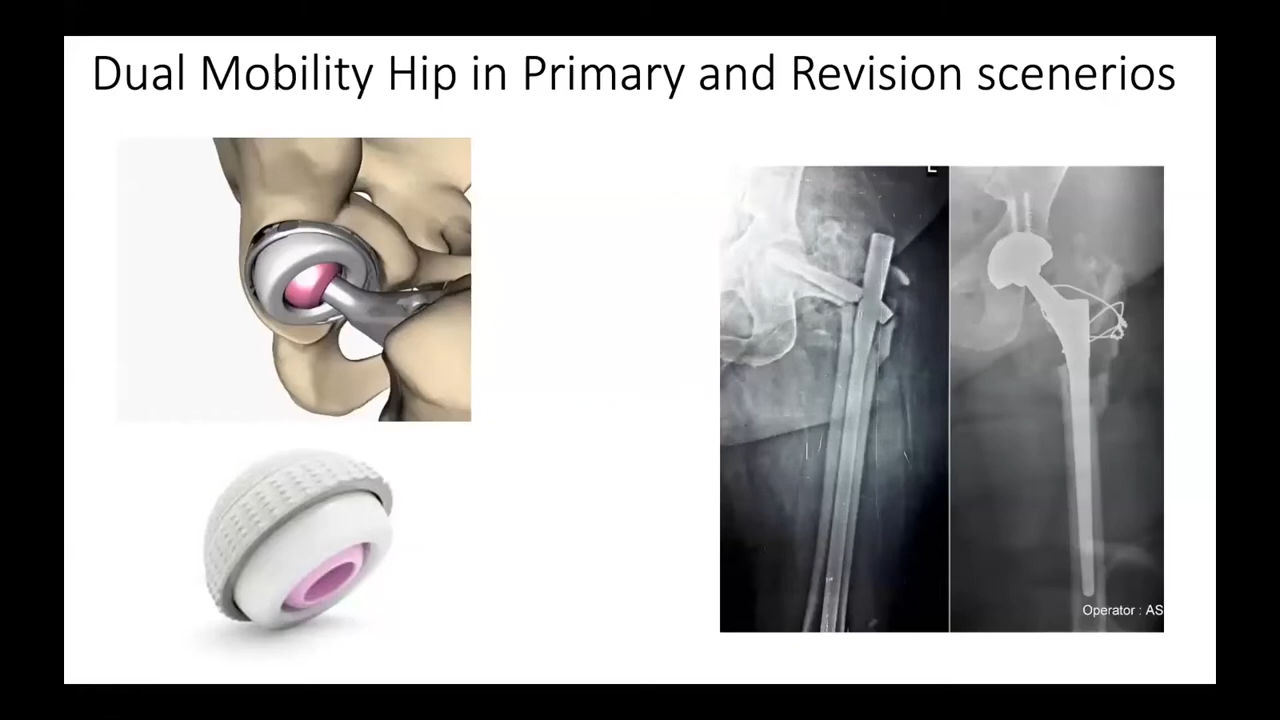 Dual Mobility Hip in Primary and Revision scenerios
L
Operator : AS